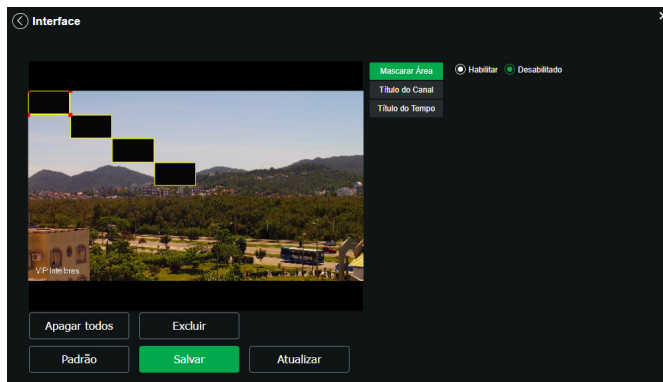 Interface
Mascarar Área
Habilitar
Desabilitado
Título do Canal
Título do Tempo
VIP Intelbras
Apagar todos
Excluir
Padrão
Salvar
Atualizar